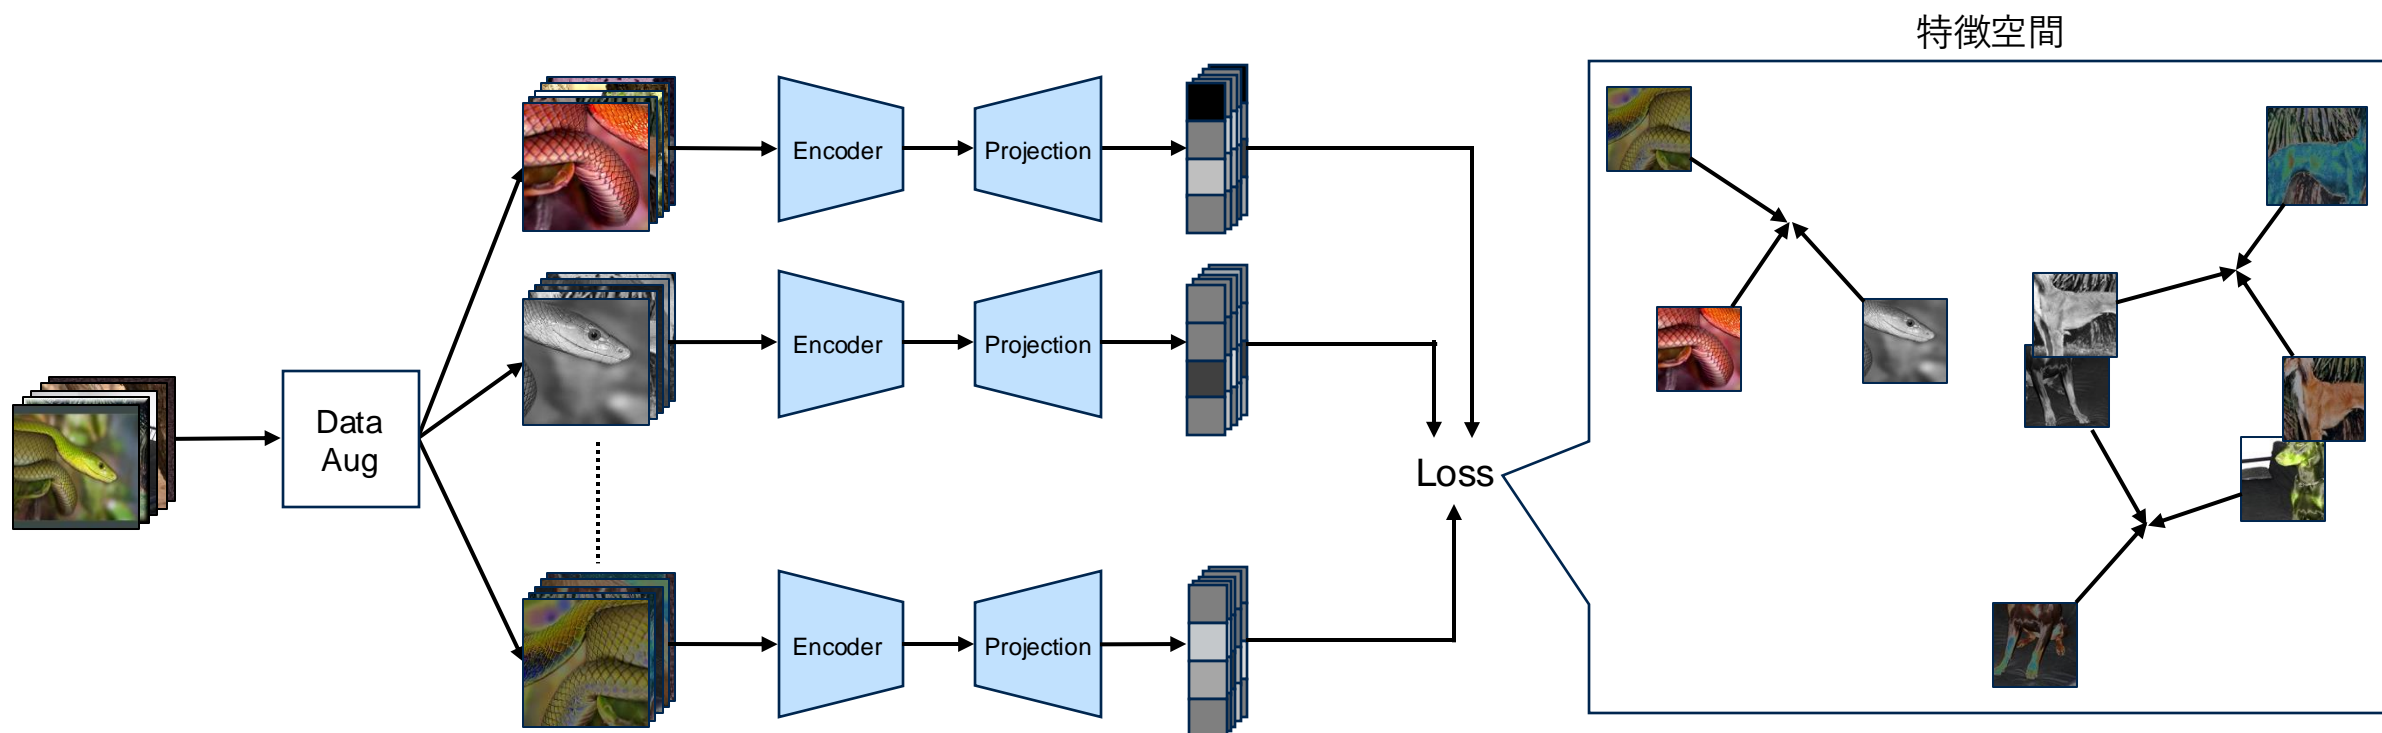 特徴空間
Encoder
Projection
Encoder
Projection
Data
Aug
Loss
Encoder
Projection